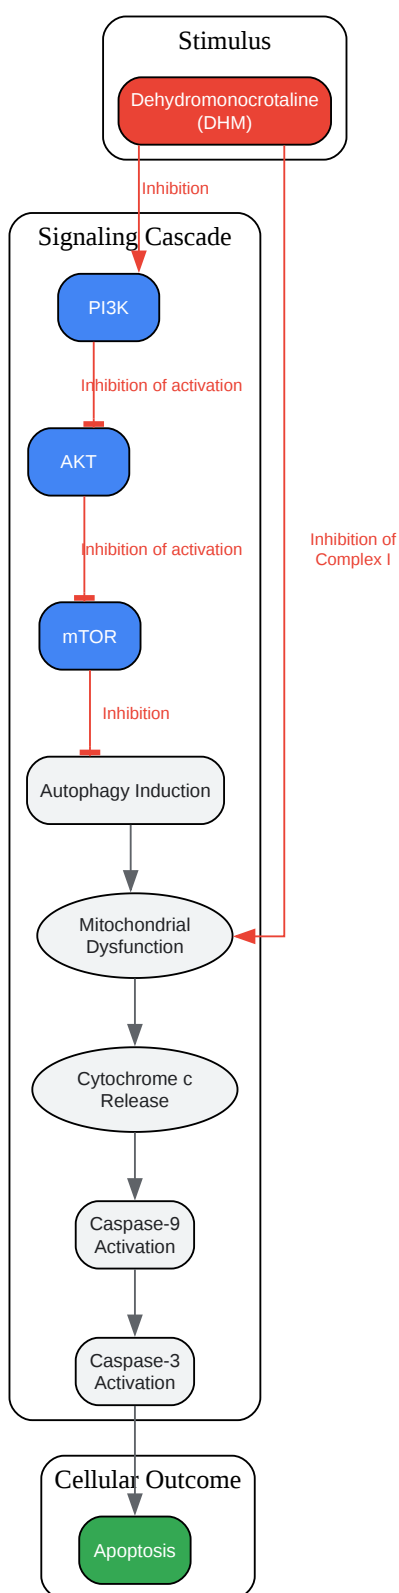 Stimulus
Dehydromonocrotaline
(DHM)
Inhibition
Signaling Cascade
PI3K
Inhibition of activation
AKT
Inhibition of activation
Inhibition of
Complex I
mTOR
Inhibition
Autophagy Induction
Mitochondrial
Dysfunction
Cytochrome c
Release
Caspase-9
Activation
Caspase-3
Activation
Cellular Outcome
Apoptosis